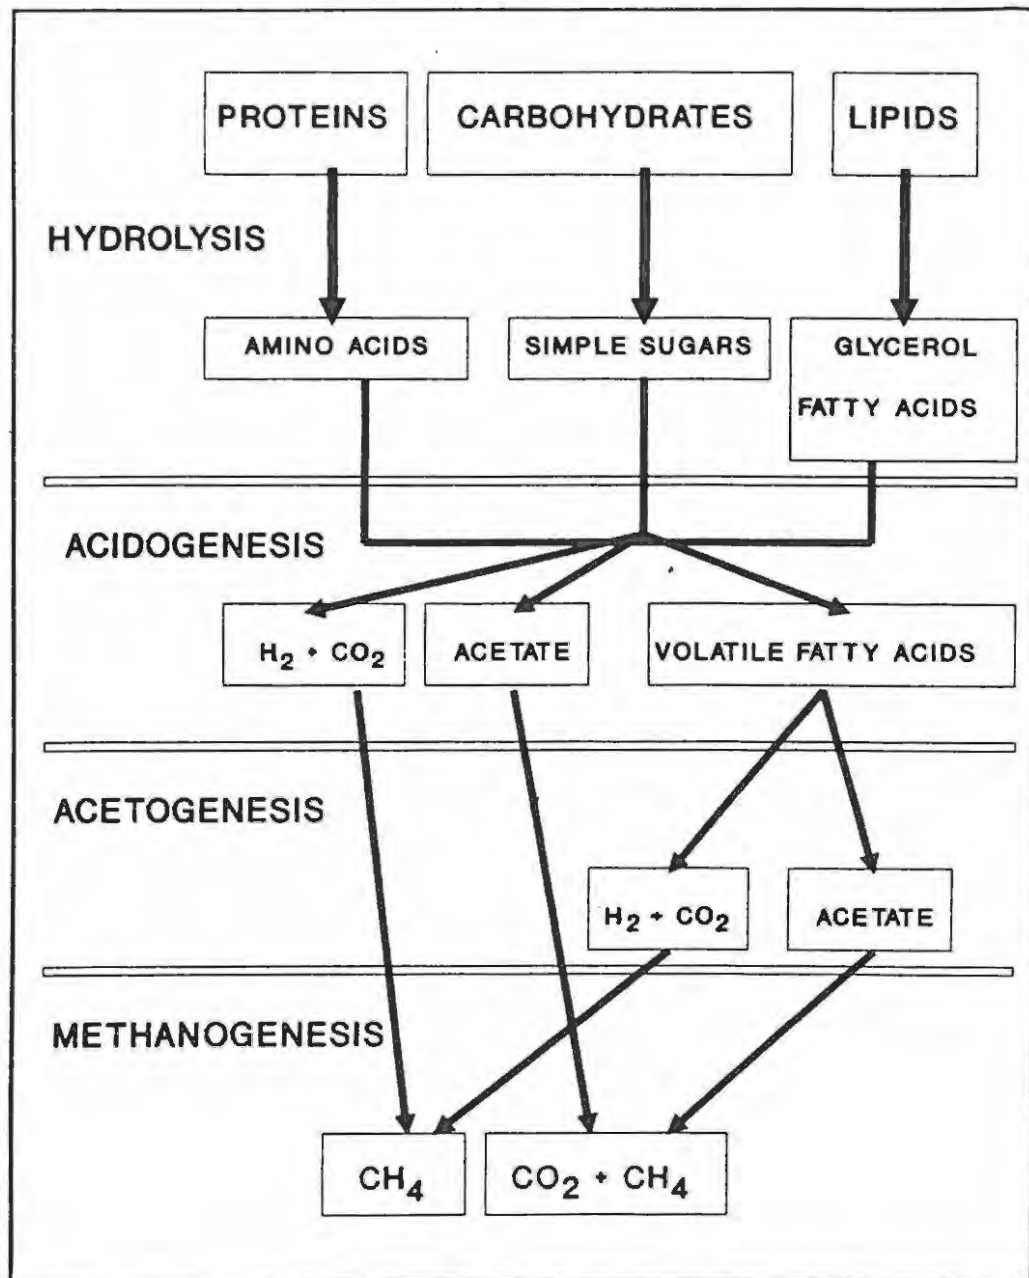 PROTEINS
CARBOHYDRATES
LIPIDS
HYDROLYSIS
AMINO ACIDS
SIMPLE SUGARS
GLYCEROL
FATTY ACIDS
ACIDOGENESIS
H₂ + CO₂
ACETATE
VOLATILE FATTY ACIDS
ACETOGENESIS
H₂ + CO₂
ACETATE
METHANOGENESIS
CH₄
CO₂ + CH₄